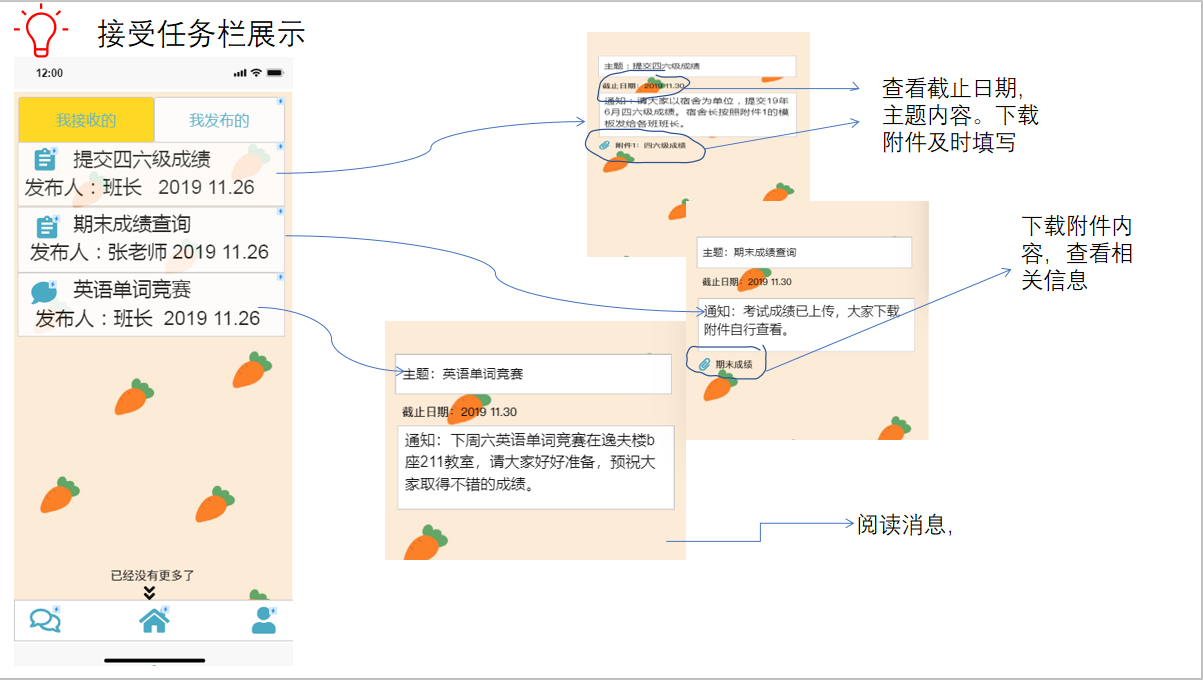 接受任务栏展示
12:00
我接收的
我发布的
提交四六级成绩
发布人：班长 2019 11.26
期末成绩查询
发布人：张老师 2019 11.26
英语单词竞赛
发布人：班长 2019 11.26
已经没有更多了
主题：提交四六级成绩
截止日期：2019 11.30
通知：请大家以宿舍为单位，提交19年
6月四六级成绩。宿舍长按照附件1的模
板发给各班班长。
附件1：四六级成绩
查看截止日期，
主题内容。下载
附件及时填写
主题：期末成绩查询
截止日期：2019 11.30
通知：考试成绩已上传，大家下载
附件自行查看。
期末成绩
下载附件内
容，查看相
关信息
主题：英语单词竞赛
截止日期：2019 11.30
通知：下周六英语单词竞赛在逸夫楼b
座211教室，请大家好好准备，预祝大
家取得不错的成绩。
阅读消息,